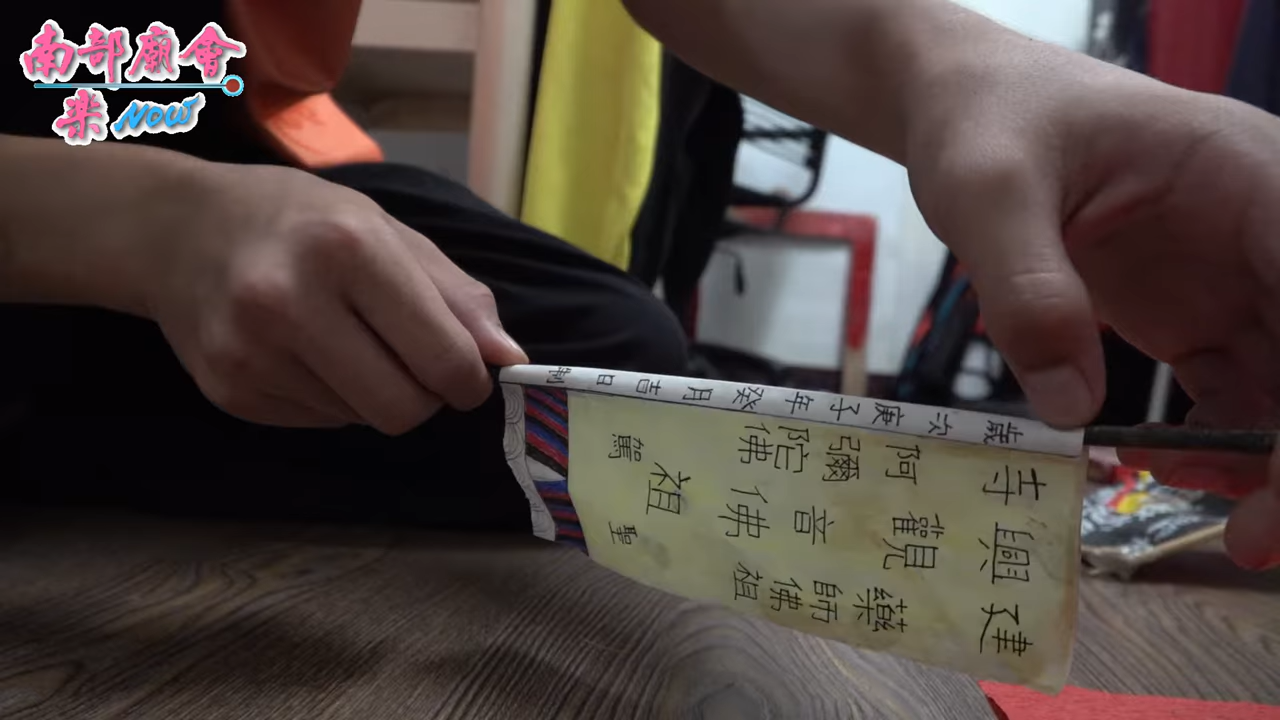 南部廟會
楽 NOW
建興寺
藥師佛祖
觀音佛祖
阿彌陀佛
聖駕
歲次庚子年癸月吉日制